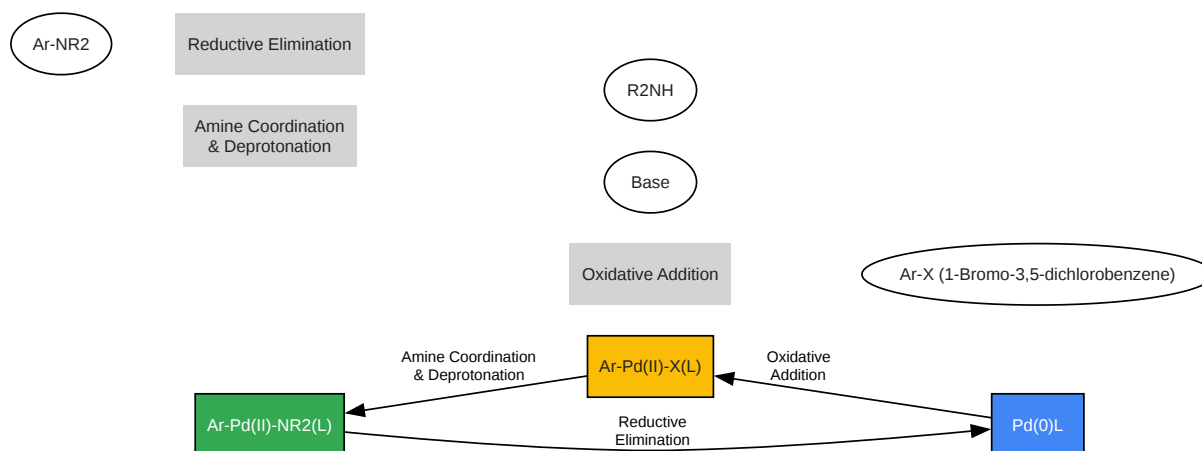 Ar-NR2
Reductive Elimination
R2NH
Amine Coordination
& Deprotonation
Base
Oxidative Addition
Ar-X (1-Bromo-3,5-dichlorobenzene)
Amine Coordination
& Deprotonation
Ar-Pd(II)-X(L)
Oxidative
Addition
Ar-Pd(II)-NR2(L)
Reductive
Elimination
Pd(0)L